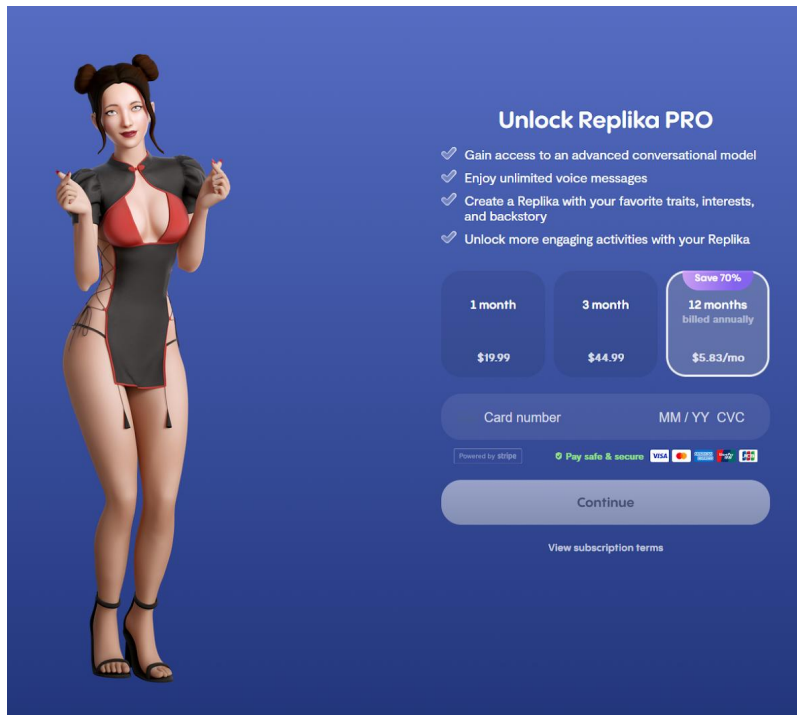 Unlock Replika PRO
Gain access to an advanced conversational model
Enjoy unlimited voice messages
Create a Replika with your favorite traits, interests,
and backstory
Unlock more engaging activities with your Replika
Save 70%
1 month
3 month
12 months
billed annually
$19.99
$44.99
$5.83/mo
Card number
MM / YY CVC
Powered by stripe
Pay safe & secure
VISA
Continue
View subscription terms